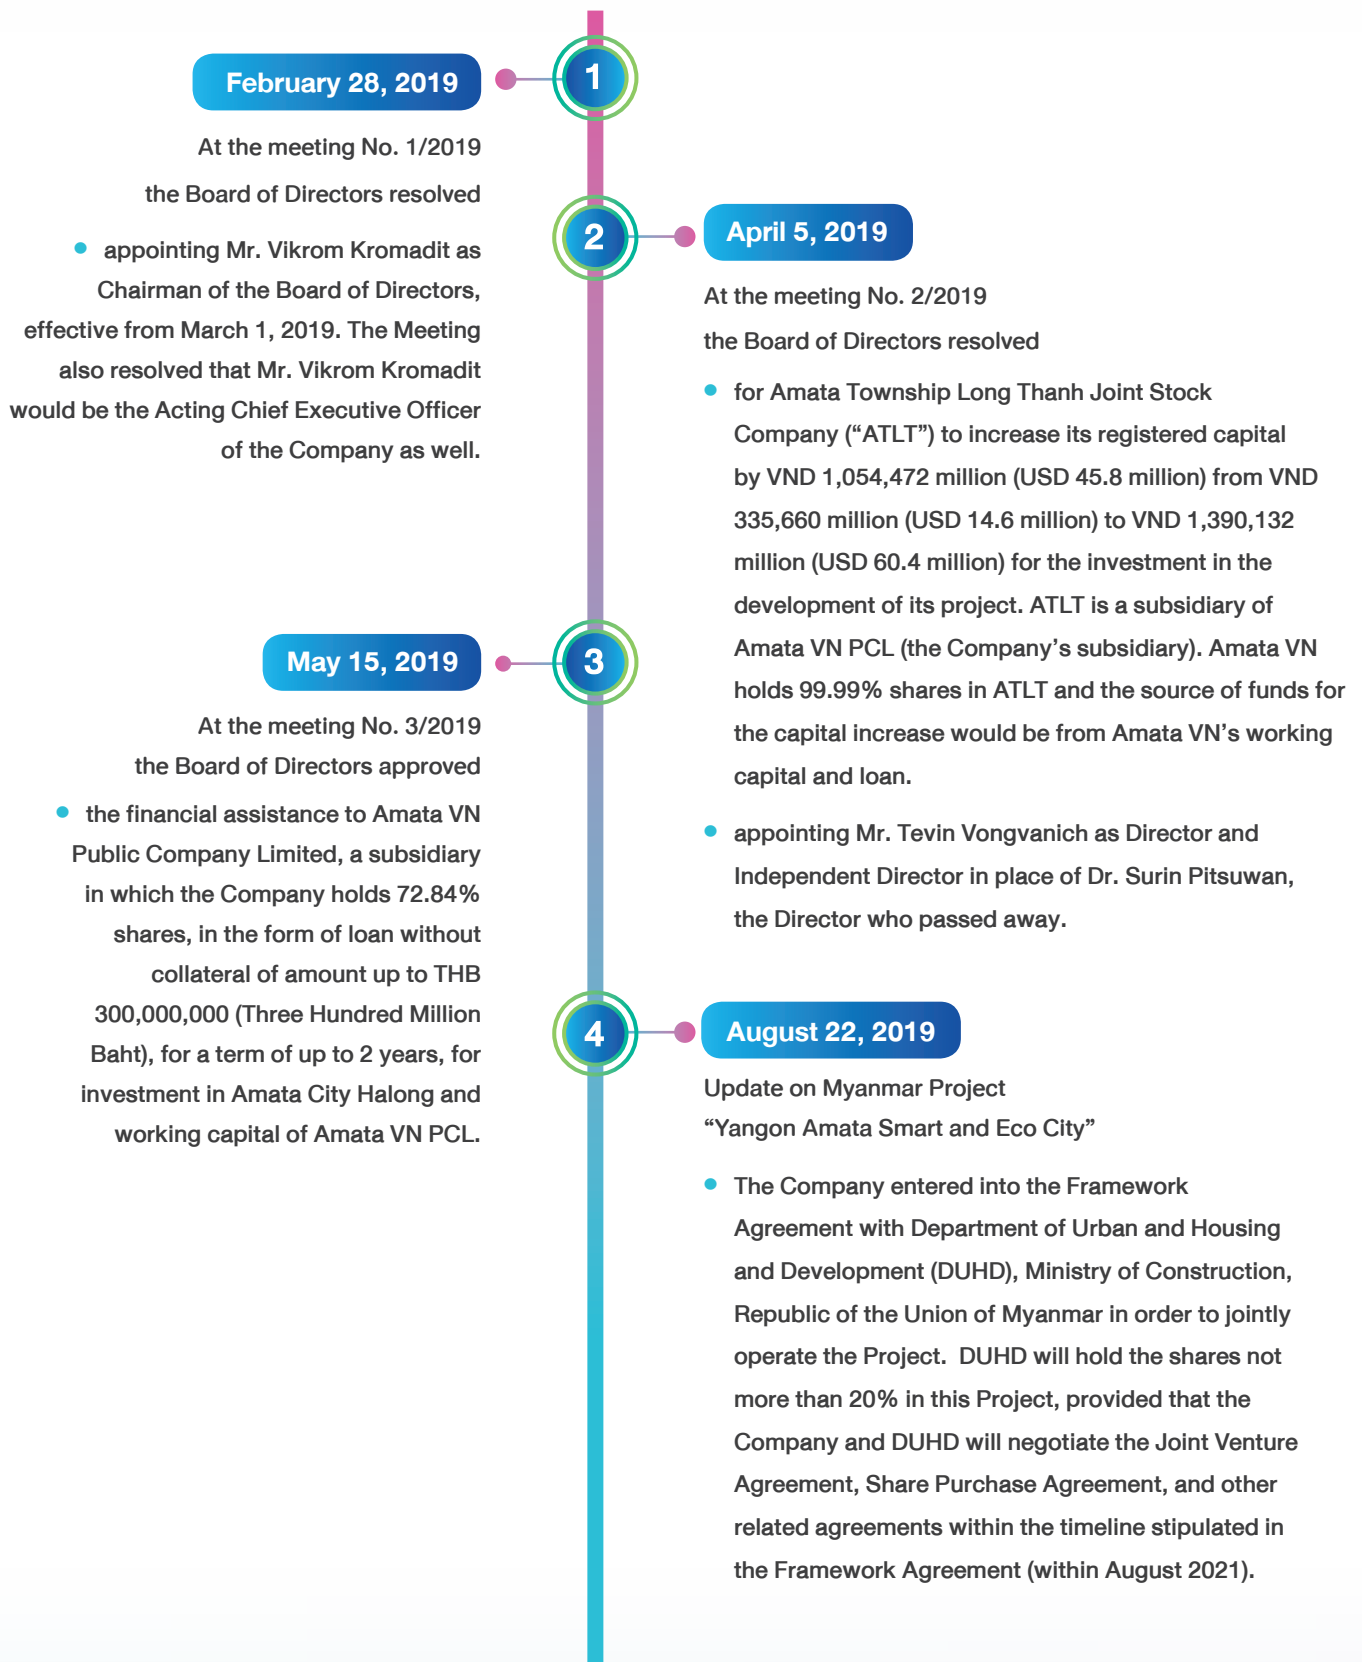 1
February 28, 2019
At the meeting No. 1/2019
the Board of Directors resolved
• appointing Mr. Vikrom Kromadit as
Chairman of the Board of Directors,
effective from March 1, 2019. The Meeting
also resolved that Mr. Vikrom Kromadit
would be the Acting Chief Executive Officer
of the Company as well.
2
April 5, 2019
At the meeting No. 2/2019
the Board of Directors resolved
• for Amata Township Long Thanh Joint Stock
Company (“ATLT”) to increase its registered capital
by VND 1,054,472 million (USD 45.8 million) from VND
335,660 million (USD 14.6 million) to VND 1,390,132
million (USD 60.4 million) for the investment in the
development of its project. ATLT is a subsidiary of
Amata VN PCL (the Company’s subsidiary). Amata VN
holds 99.99% shares in ATLT and the source of funds for
the capital increase would be from Amata VN’s working
capital and loan.
• appointing Mr. Tevin Vongvanich as Director and
Independent Director in place of Dr. Surin Pitsuwan,
the Director who passed away.
3
May 15, 2019
At the meeting No. 3/2019
the Board of Directors approved
• the financial assistance to Amata VN
Public Company Limited, a subsidiary
in which the Company holds 72.84%
shares, in the form of loan without
collateral of amount up to THB
300,000,000 (Three Hundred Million
Baht), for a term of up to 2 years, for
investment in Amata City Halong and
working capital of Amata VN PCL.
4
August 22, 2019
Update on Myanmar Project
“Yangon Amata Smart and Eco City”
• The Company entered into the Framework
Agreement with Department of Urban and Housing
and Development (DUHD), Ministry of Construction,
Republic of the Union of Myanmar in order to jointly
operate the Project. DUHD will hold the shares not
more than 20% in this Project, provided that the
Company and DUHD will negotiate the Joint Venture
Agreement, Share Purchase Agreement, and other
related agreements within the timeline stipulated in
the Framework Agreement (within August 2021).